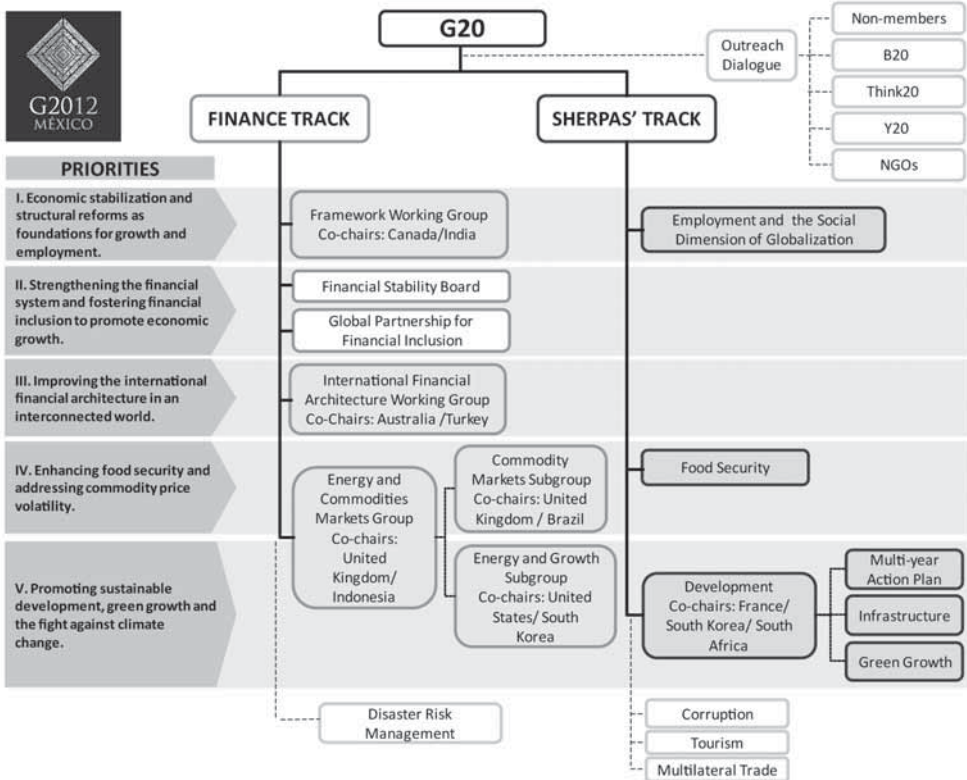 G2012
MÉXICO
G20
Outreach
Dialogue
Non-members
B20
Think20
Y20
NGOs
FINANCE TRACK
SHERPAS’ TRACK
PRIORITIES
I. Economic stabilization and
structural reforms as
foundations for growth and
employment.
Framework Working Group
Co-chairs: Canada/India
Employment and the Social
Dimension of Globalization
II. Strengthening the financial
system and fostering financial
inclusion to promote economic
growth.
Financial Stability Board
Global Partnership for
Financial Inclusion
III. Improving the international
financial architecture in an
interconnected world.
International Financial
Architecture Working Group
Co-Chairs: Australia /Turkey
IV. Enhancing food security and
addressing commodity price
volatility.
Energy and
Commodities
Markets Group
Co-chairs:
United
Kingdom/
Indonesia
Commodity
Markets Subgroup
Co-chairs: United
Kingdom / Brazil
Food Security
V. Promoting sustainable
development, green growth and
the fight against climate
change.
Energy and Growth
Subgroup
Co-chairs: United
States/ South
Korea
Development
Co-chairs: France/
South Korea/ South
Africa
Multi-year
Action Plan
Infrastructure
Green Growth
Disaster Risk
Management
Corruption
Tourism
Multilateral Trade